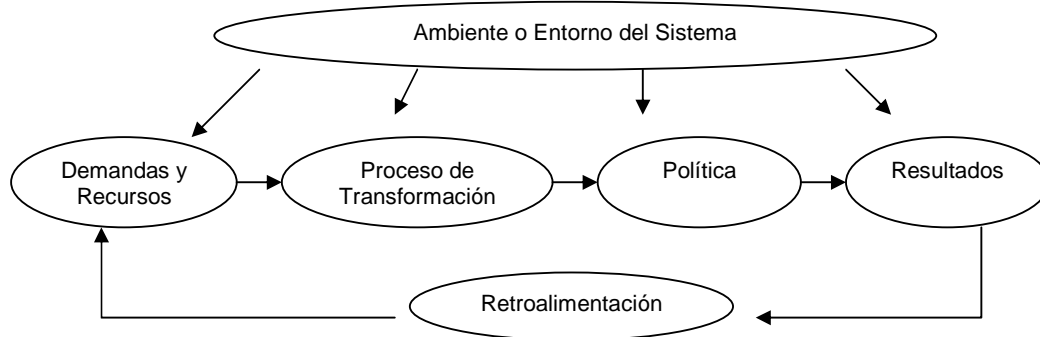 Ambiente o Entorno del Sistema
Demandas y
Recursos
Proceso de
Transformación
Política
Resultados
Retroalimentación